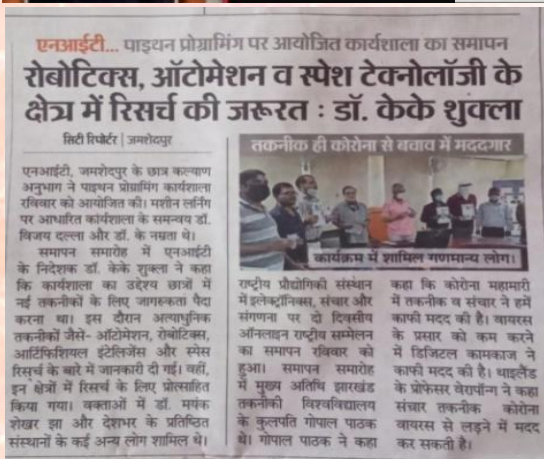 एनआईटी... पाइथन प्रोग्रामिंग पर आयोजित कार्यशाला का समापन
रोबोटिक्स, ऑटोमेशन व स्पेश टेक्नोलॉजी के
क्षेत्र में रिसर्च की जरूरत : डॉ. केके शुक्ला
सिटी रिपोर्टर | जमशेदपुर
एनआईटी, जमशेदपुर के छात्र कल्याण
अनुभाग ने पाइथन प्रोग्रामिंग कार्यशाला
रविवार को आयोजित की। मशीन लर्निंग
पर आधारित कार्यशाला के समन्वय डॉ.
विजय दल्ला और डॉ. के नम्रता थे।
समापन समारोह में एनआईटी
के निदेशक डॉ. केके शुक्ला ने कहा
कि कार्यशाला का उद्देश्य छात्रों में
नई तकनीकों के लिए जागरुकता पैदा
करना था। इस दौरान अत्याधुनिक
तकनीकों जैसे- ऑटोमेशन, रोबोटिक्स,
आर्टिफिशियल इंटेलिजेंस और स्पेस
रिसर्च के बारे में जानकारी दी गई। वहीं,
इन क्षेत्रों में रिसर्च के लिए प्रोत्साहित
किया गया। वक्ताओं में डॉ. मयंक
शेखर झा और देशभर के प्रतिष्ठित
संस्थानों के कई अन्य लोग शामिल थे।
तकनीक ही कोरोना से बचाव में मददगार
कार्यक्रम में शामिल गणमान्य लोग।
राष्ट्रीय प्रौद्योगिकी संस्थान
में इलेक्ट्रॉनिक्स, संचार और
संगणना पर दो दिवसीय
ऑनलाइन राष्ट्रीय सम्मेलन
का समापन रविवार को
हुआ। समापन समारोह
में मुख्य अतिथि झारखंड
तकनीकी विश्वविद्यालय
के कुलपति गोपाल पाठक
थे। गोपाल पाठक ने कहा
कहा कि कोरोना महामारी
में तकनीक व संचार ने हमें
काफी मदद की है। वायरस
के प्रसार को कम करने
में डिजिटल कामकाज ने
काफी मदद की है। थाइलैंड
के प्रोफेसर वेरापॉन्ग ने कहा
संचार तकनीक कोरोना
वायरस से लड़ने में मदद
कर सकती है।